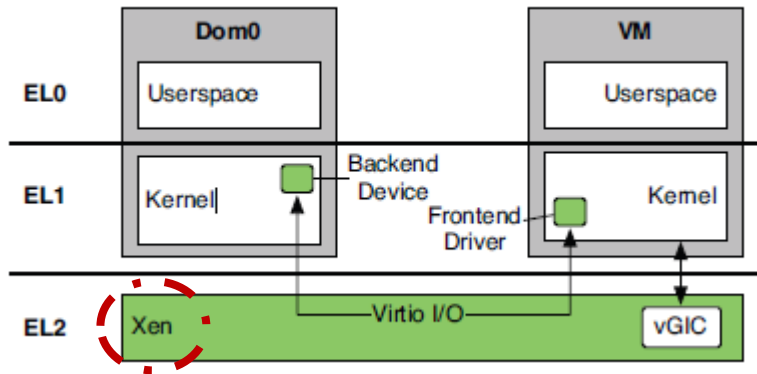 Dom0
VM
EL0
Userspace
Userspace
EL1
Kernel
Backend
Device
Frontend
Driver
Kernel
EL2
Xen
Virtio I/O
vGIC